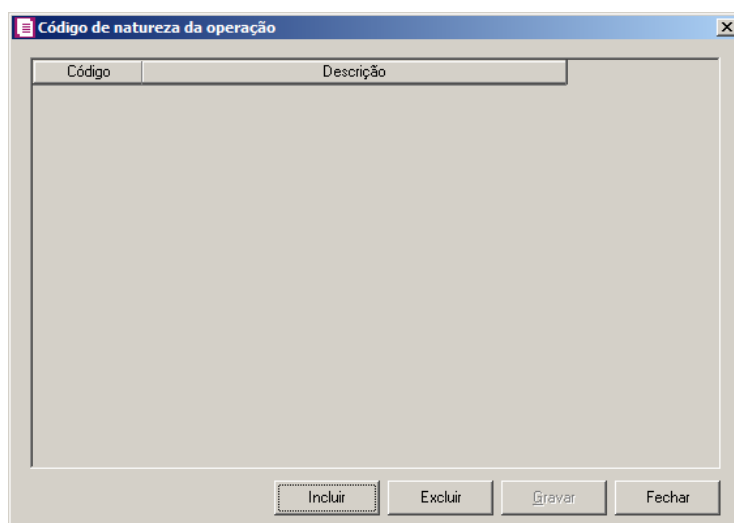 Código de natureza da operação
Código Descrição
Incluir Excluir Gravar Fechar